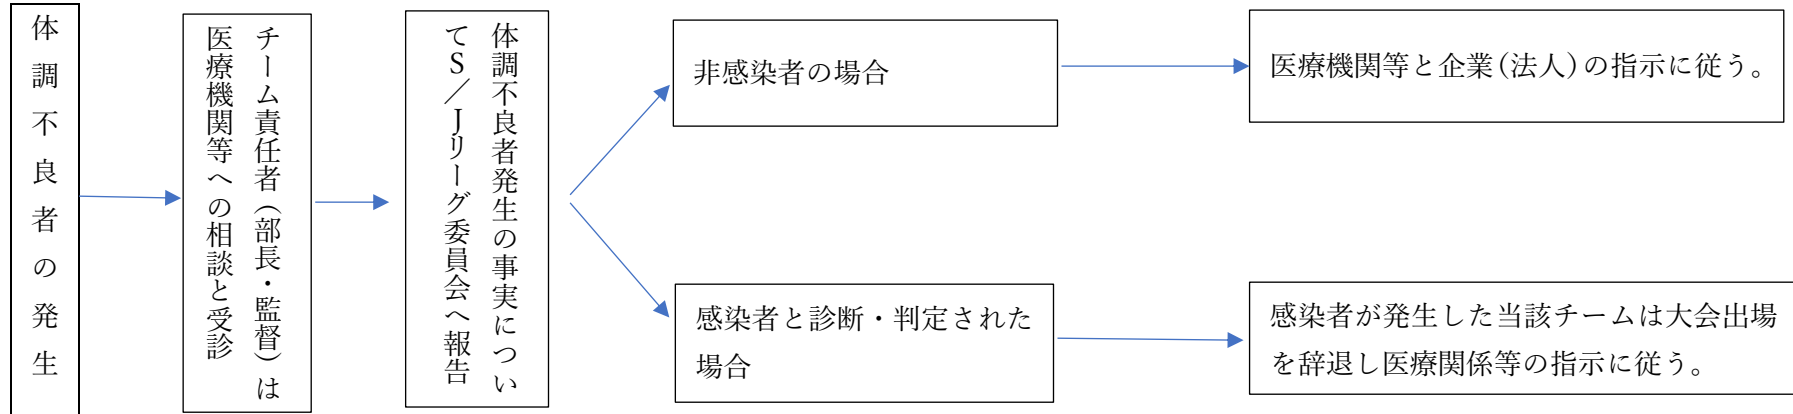 体調不良者の発生
チーム責任者(部長・監督)は
医療機関等への相談と受診
体調不良者発生の事実につい
てS／Jリーグ委員会へ報告
非感染者の場合
医療機関等と企業(法人)の指示に従う。
感染者と診断・判定された
場合
感染者が発生した当該チームは大会出場
を辞退し医療関係等の指示に従う。